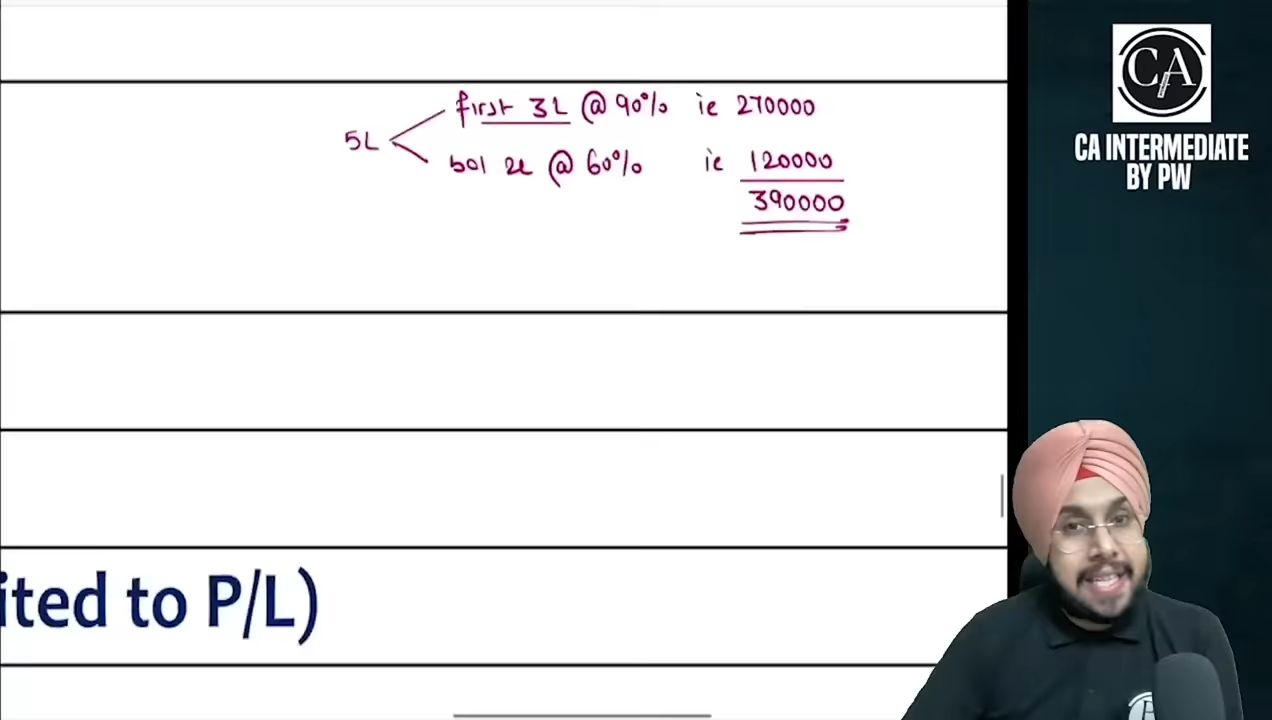 first 3L @ 90% ie 270000
5L
bal 2L @ 60% ie 120000
390000
ited to P/L)
CA
CA INTERMEDIATE
BY PW